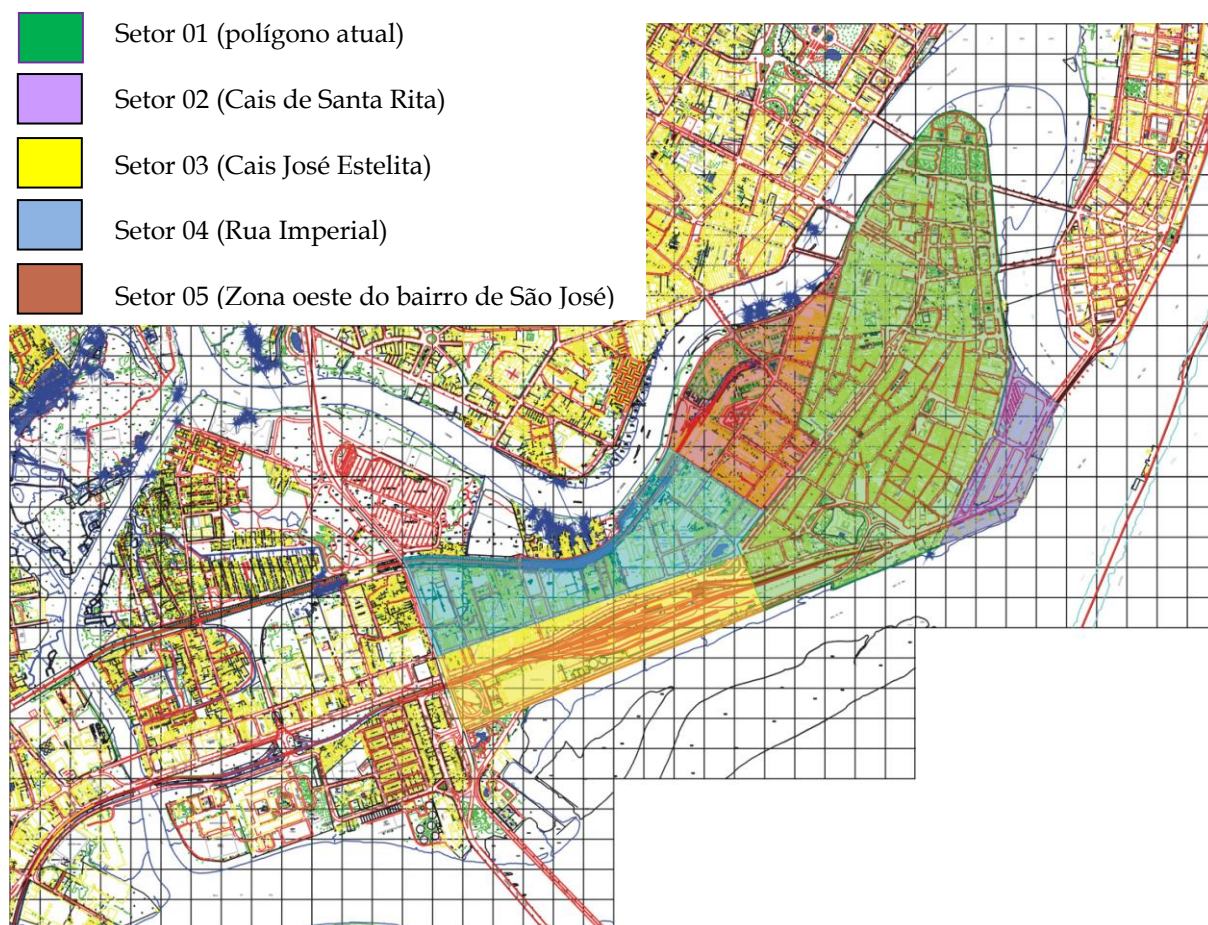 Setor 01 (polígono atual)
Setor 02 (Cais de Santa Rita)
Setor 03 (Cais José Estelita)
Setor 04 (Rua Imperial)
Setor 05 (Zona oeste do bairro de São José)